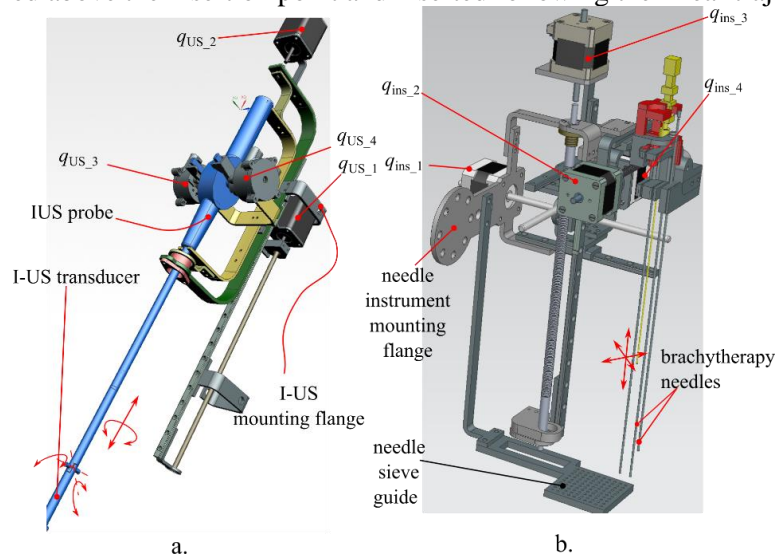 q_US_2
q_US_4
q_US_1
q_US_3
IUS probe
I-US transducer
I-US
mounting flange
a.
q_ins_3
q_ins_2
q_ins_4
q_ins_1
needle
instrument
mounting
flange
brachytherapy
needles
needle
sieve
guide
b.